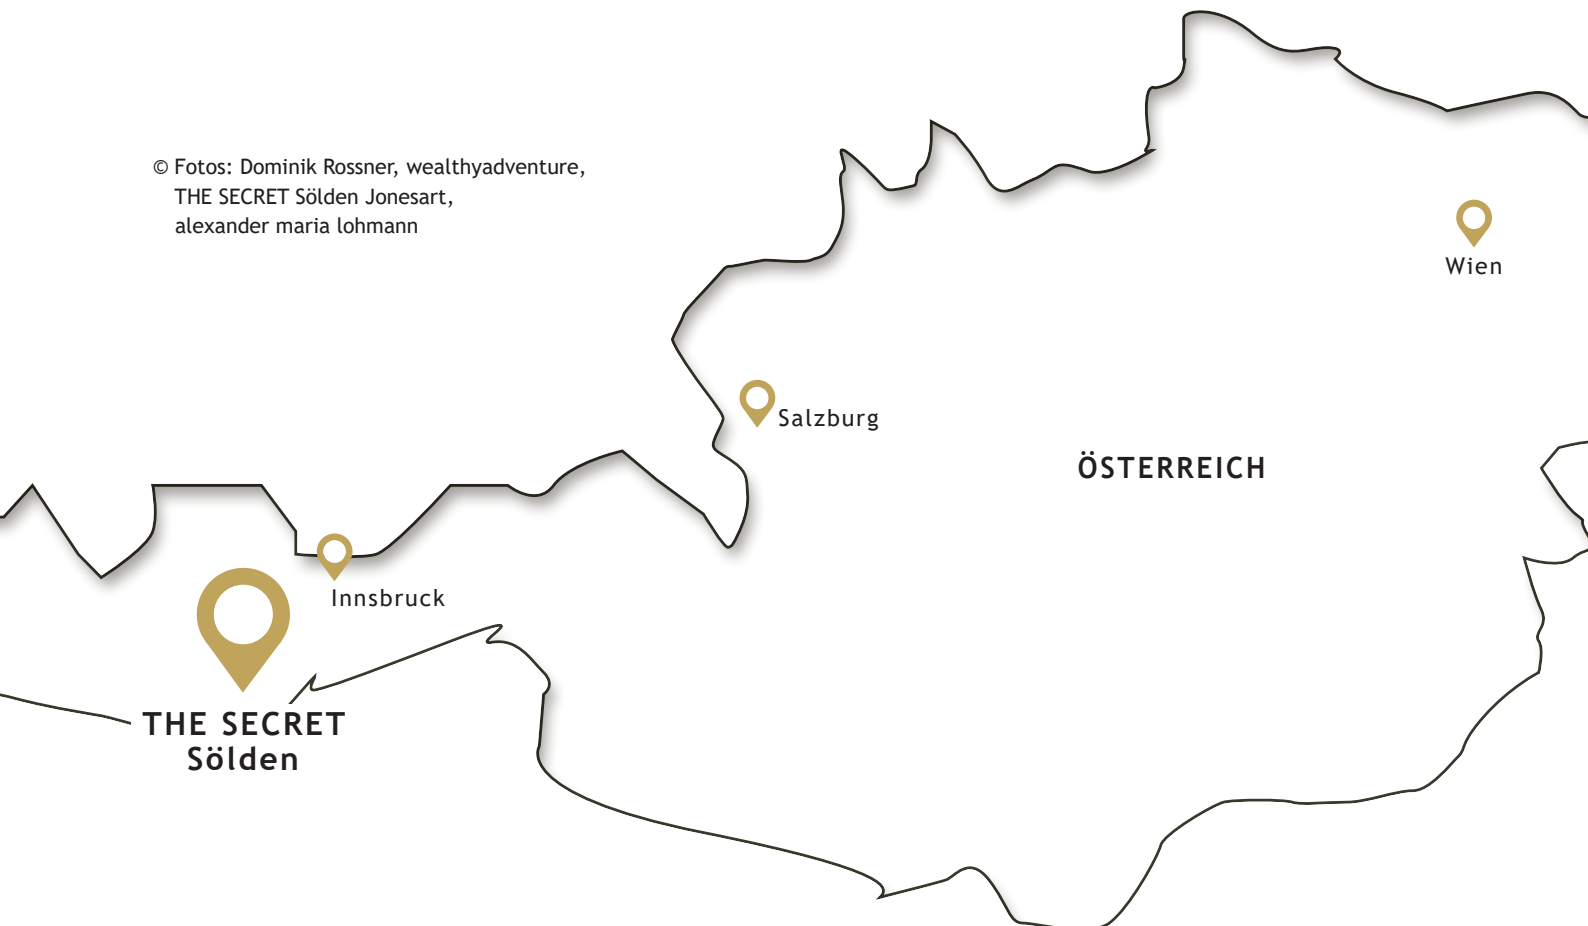 © Fotos: Dominik Rossner, wealthyadventure,
THE SECRET Sölden Jonesart,
alexander maria lohmann
Wien
Salzburg
ÖSTERREICH
Innsbruck
THE SECRET
Sölden